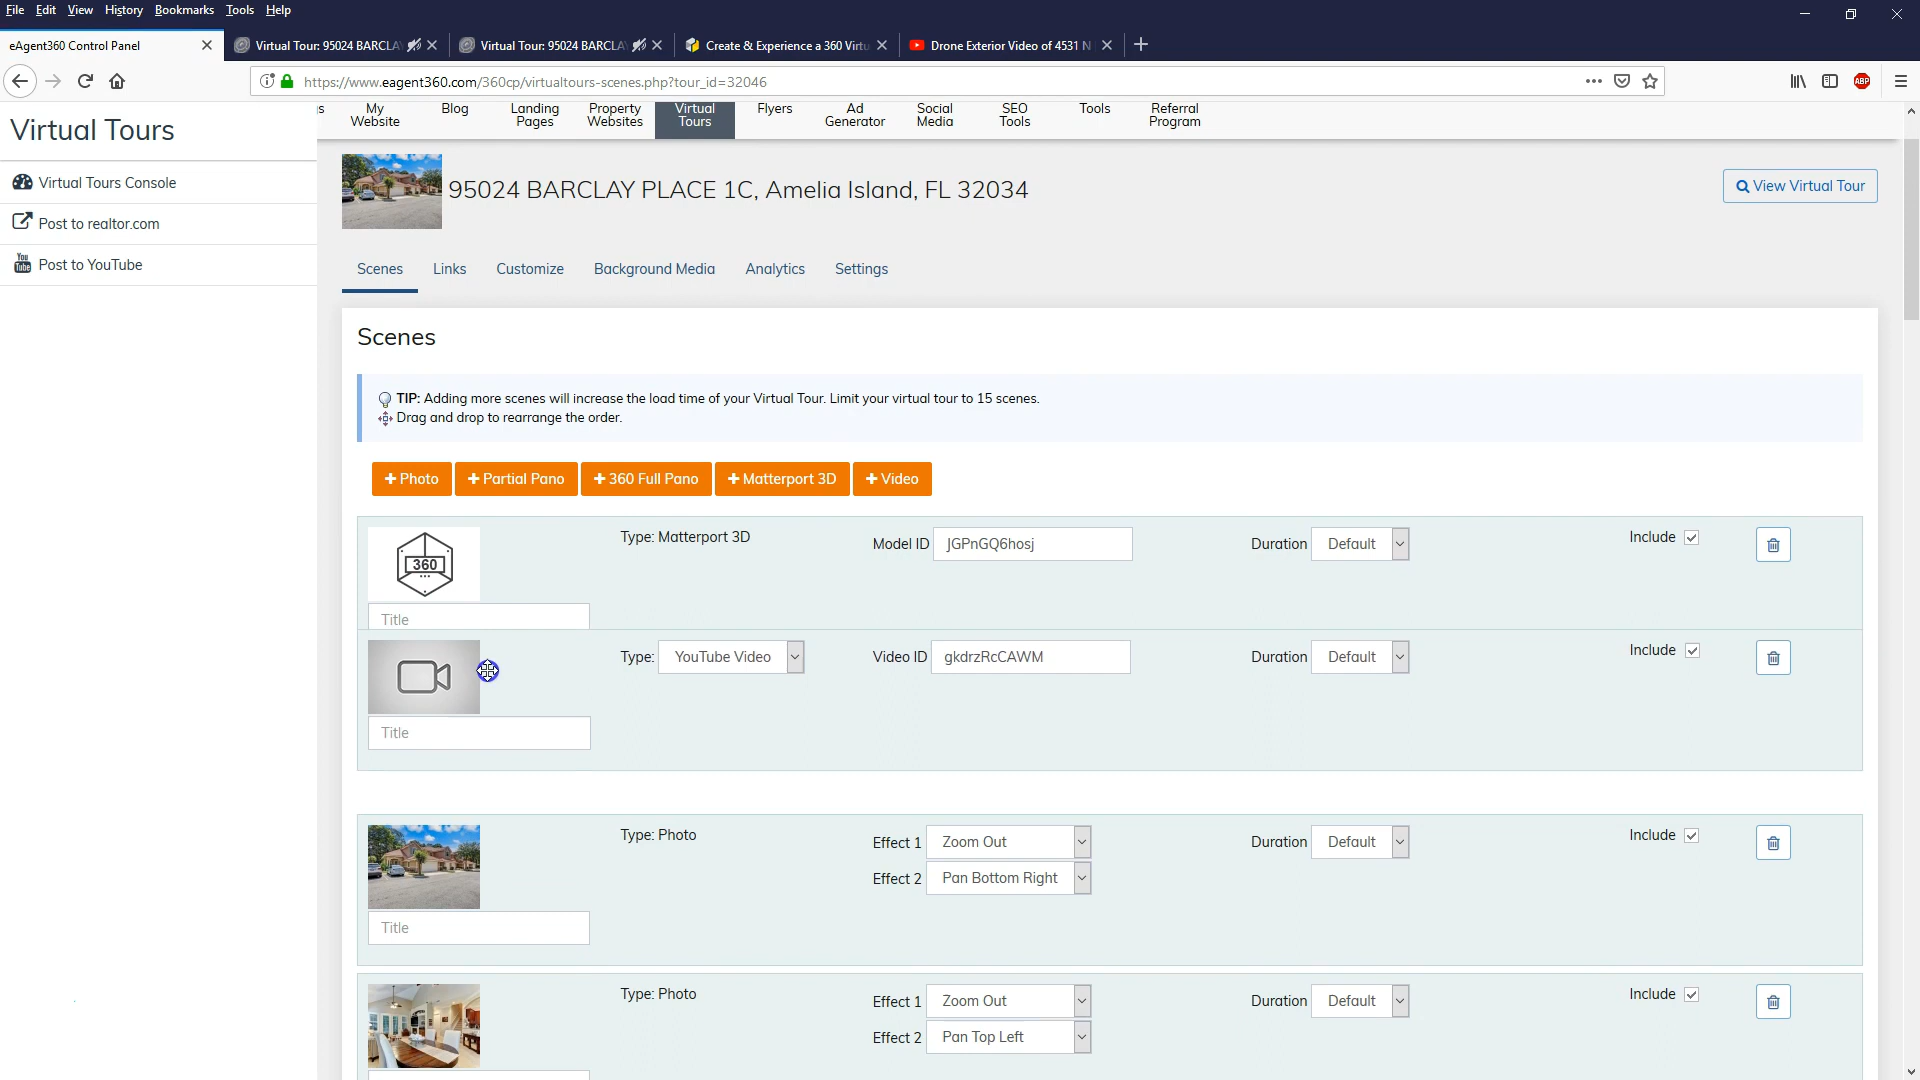 File Edit View History Bookmarks Tools Help
eAgent360 Control Panel
Virtual Tour: 95024 BARCLA
Virtual Tour: 95024 BARCLA
Create & Experience a 360 Virtu
Drone Exterior Video of 4531 N
https://www.eagent360.com/360cp/virtualtours-scenes.php?tour_id=32046
ABP
Virtual Tours
Virtual Tours Console
Post to realtor.com
You Tube
Post to YouTube
My Website
Blog
Landing Pages
Property Websites
Virtual Tours
Flyers
Ad Generator
Social Media
SEO Tools
Tools
Referral Program
95024 BARCLAY PLACE 1C, Amelia Island, FL 32034
View Virtual Tour
Scenes Links Customize Background Media Analytics Settings
Scenes
TIP: Adding more scenes will increase the load time of your Virtual Tour. Limit your virtual tour to 15 scenes.
Drag and drop to rearrange the order.
+ Photo + Partial Pano + 360 Full Pano + Matterport 3D + Video
360
Type: Matterport 3D Model ID JGPnGQ6hosj Duration Default Include
Title
Type: YouTube Video Video ID gkdrzRcCAWM Duration Default Include
Title
Type: Photo Effect 1 Zoom Out Duration Default Include
Effect 2 Pan Bottom Right
Title
Type: Photo Effect 1 Zoom Out Duration Default Include
Effect 2 Pan Top Left